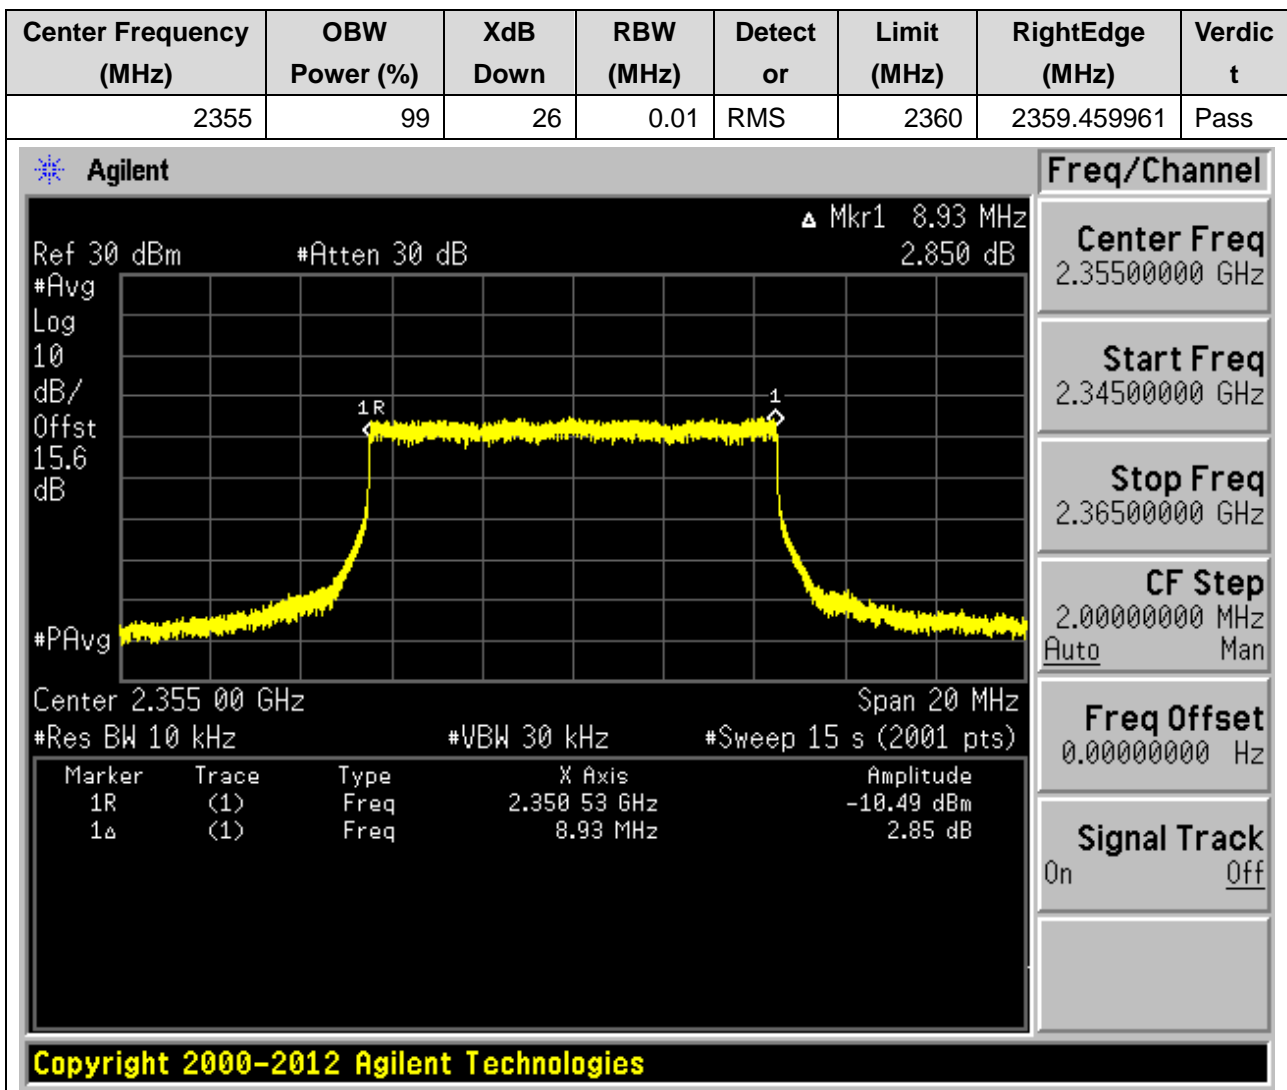 Center Frequency OBW XdB RBW Detect Limit RightEdge Verdic
(MHz) Power (%) Down (MHz) or (MHz) (MHz) t
2355 99 26 0.01 RMS 2360 2359.459961 Pass
Agilent
Freq/Channel
Δ Mkr1 8.93 MHz
Ref 30 dBm #Atten 30 dB 2.850 dB
#Avg
Log
10
dB/
Offst
15.6
dB
1R
1
#PAvg
Center 2.355 00 GHz Span 20 MHz
#Res BW 10 kHz #VBW 30 kHz #Sweep 15 s (2001 pts)
Marker Trace Type X Axis Amplitude
1R (1) Freq 2.350 53 GHz -10.49 dBm
1Δ (1) Freq 8.93 MHz 2.85 dB
Center Freq
2.35500000 GHz
Start Freq
2.34500000 GHz
Stop Freq
2.36500000 GHz
CF Step
2.00000000 MHz
Auto Man
Freq Offset
0.00000000 Hz
Signal Track
On Off
Copyright 2000-2012 Agilent Technologies